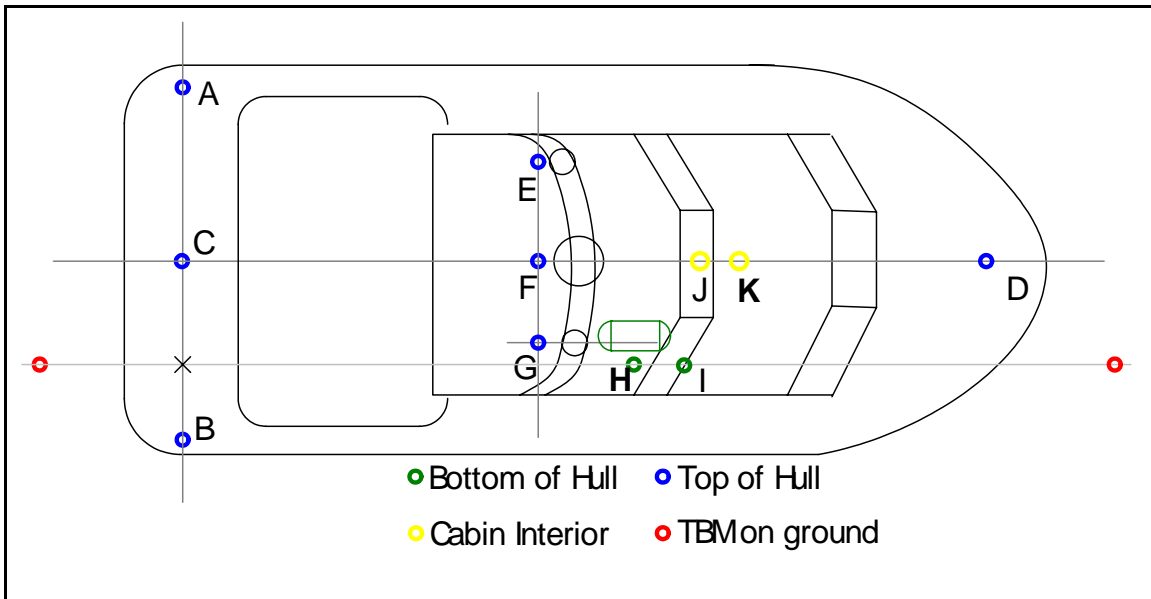 A
C
E
F
J K
D
G
H I
B
Bottom of Hull Top of Hull
Cabin Interior TBM on ground